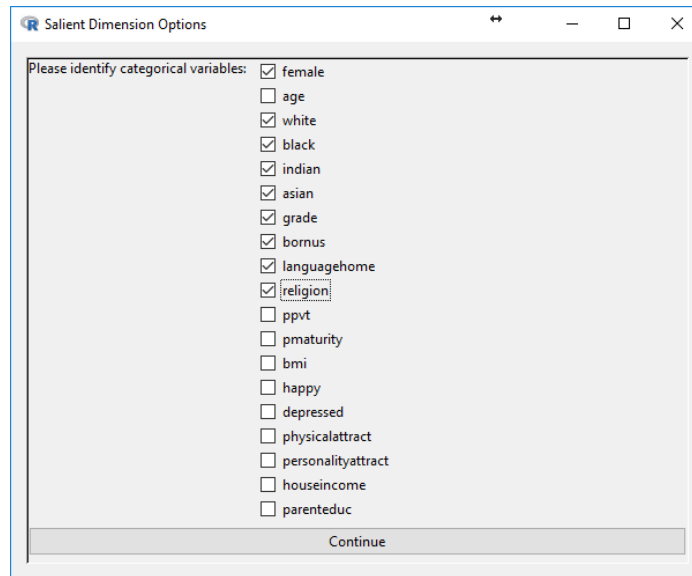 Salient Dimension Options
Please identify categorical variables:
female
age
white
black
indian
asian
grade
bornus
languagehome
religion
ppvt
pmaturity
bmi
happy
depressed
physicalattract
personalityattract
houseincome
parenteduc
Continue